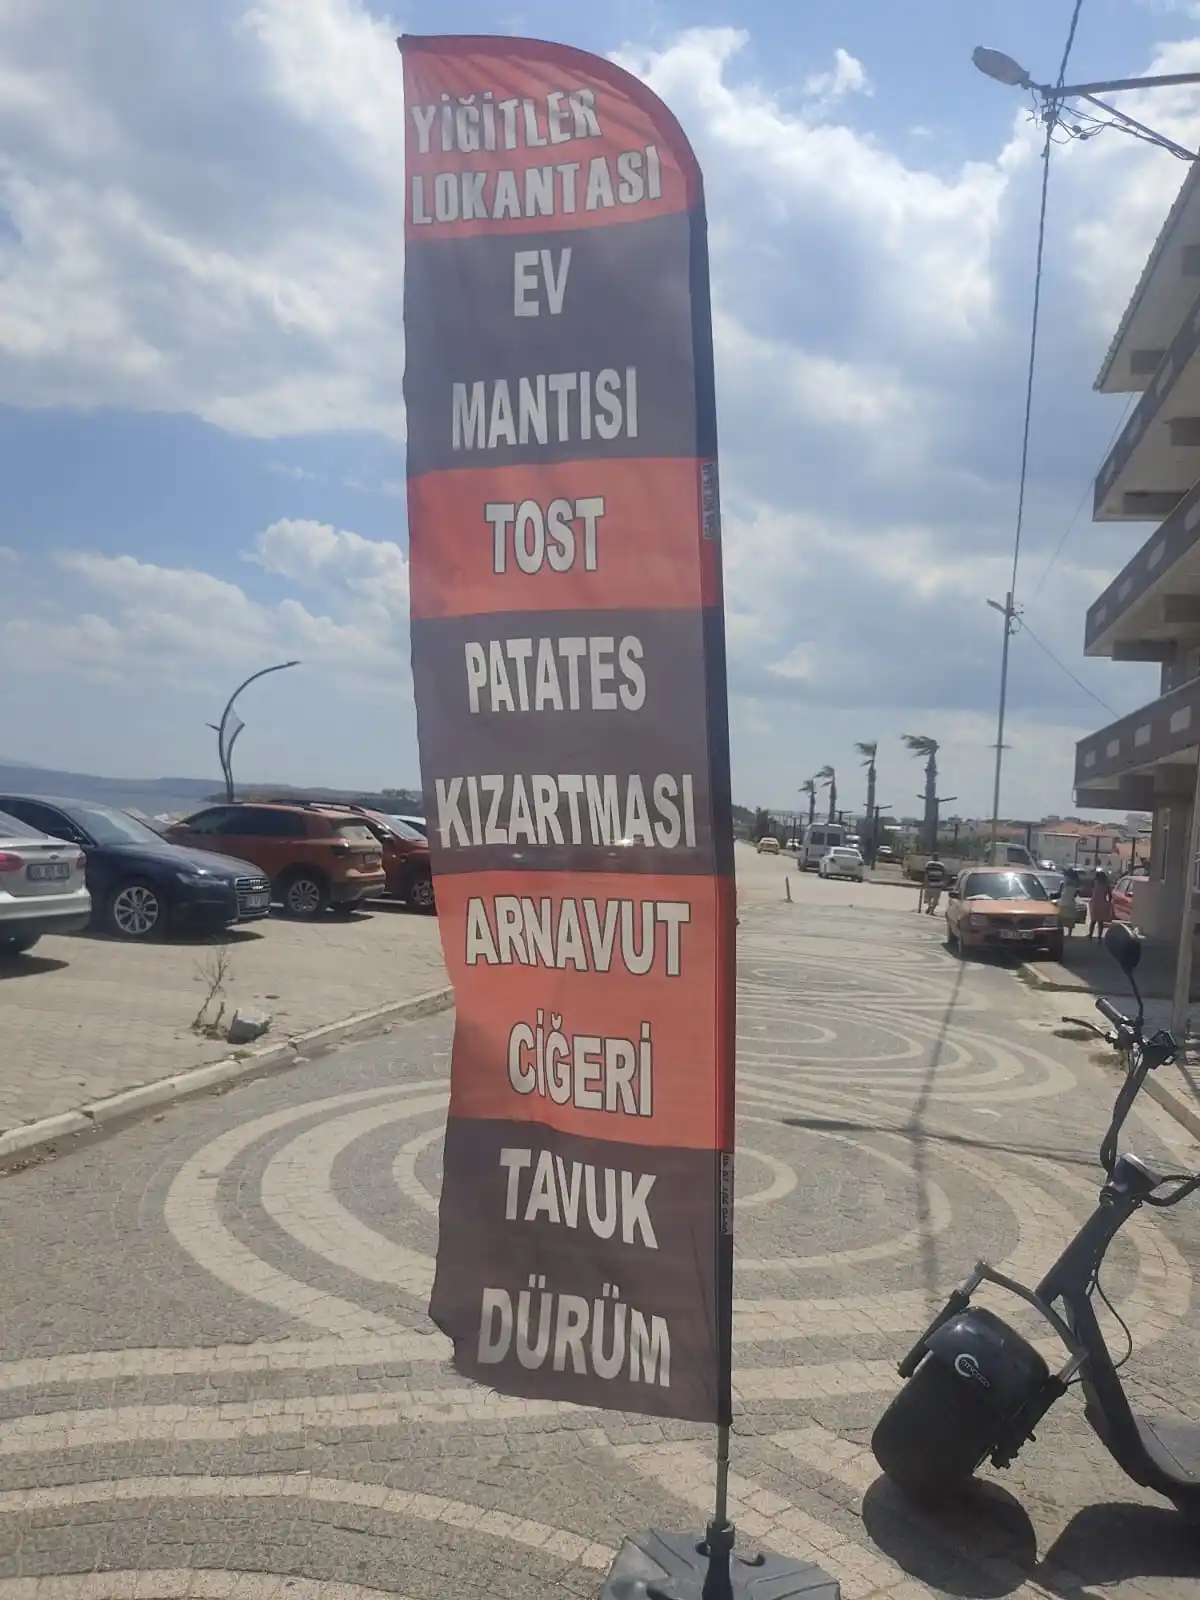 YİĞİTLER
LOKANTASI
EV
MANTISI
TOST
PATATES
KIZARTMASI
ARNAVUT
CİĞERİ
TAVUK
DÜRÜM